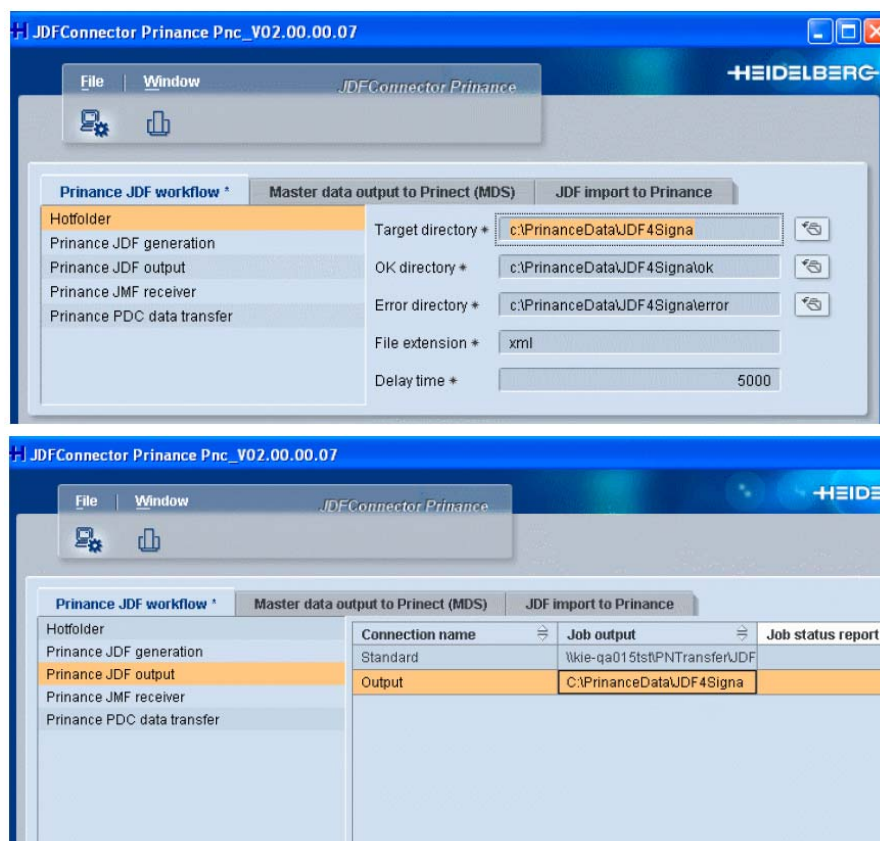 JDFConnector Prinance Pnc_V02.00.00.07
HEIDELBERG
File | Window JDFConnector Prinance
Prinance JDF workflow * Master data output to Prinect (MDS) JDF import to Prinance
Hotfolder
Prinance JDF generation
Prinance JDF output
Prinance JMF receiver
Prinance PDC data transfer
Target directory * c:\PrinanceData\JDF4Signa
OK directory * c:\PrinanceData\JDF4Signa\ok
Error directory * c:\PrinanceData\JDF4Signa\error
File extension * xml
Delay time * 5000
JDFConnector Prinance Pnc_V02.00.00.07
HEIDE
File | Window JDFConnector Prinance
Prinance JDF workflow * Master data output to Prinect (MDS) JDF import to Prinance
Hotfolder
Prinance JDF generation
Prinance JDF output
Prinance JMF receiver
Prinance PDC data transfer
Connection name Job output Job status report
Standard \\kie-qa015tst\PNTransfer\JDF
Output C:\PrinanceData\JDF4Signa